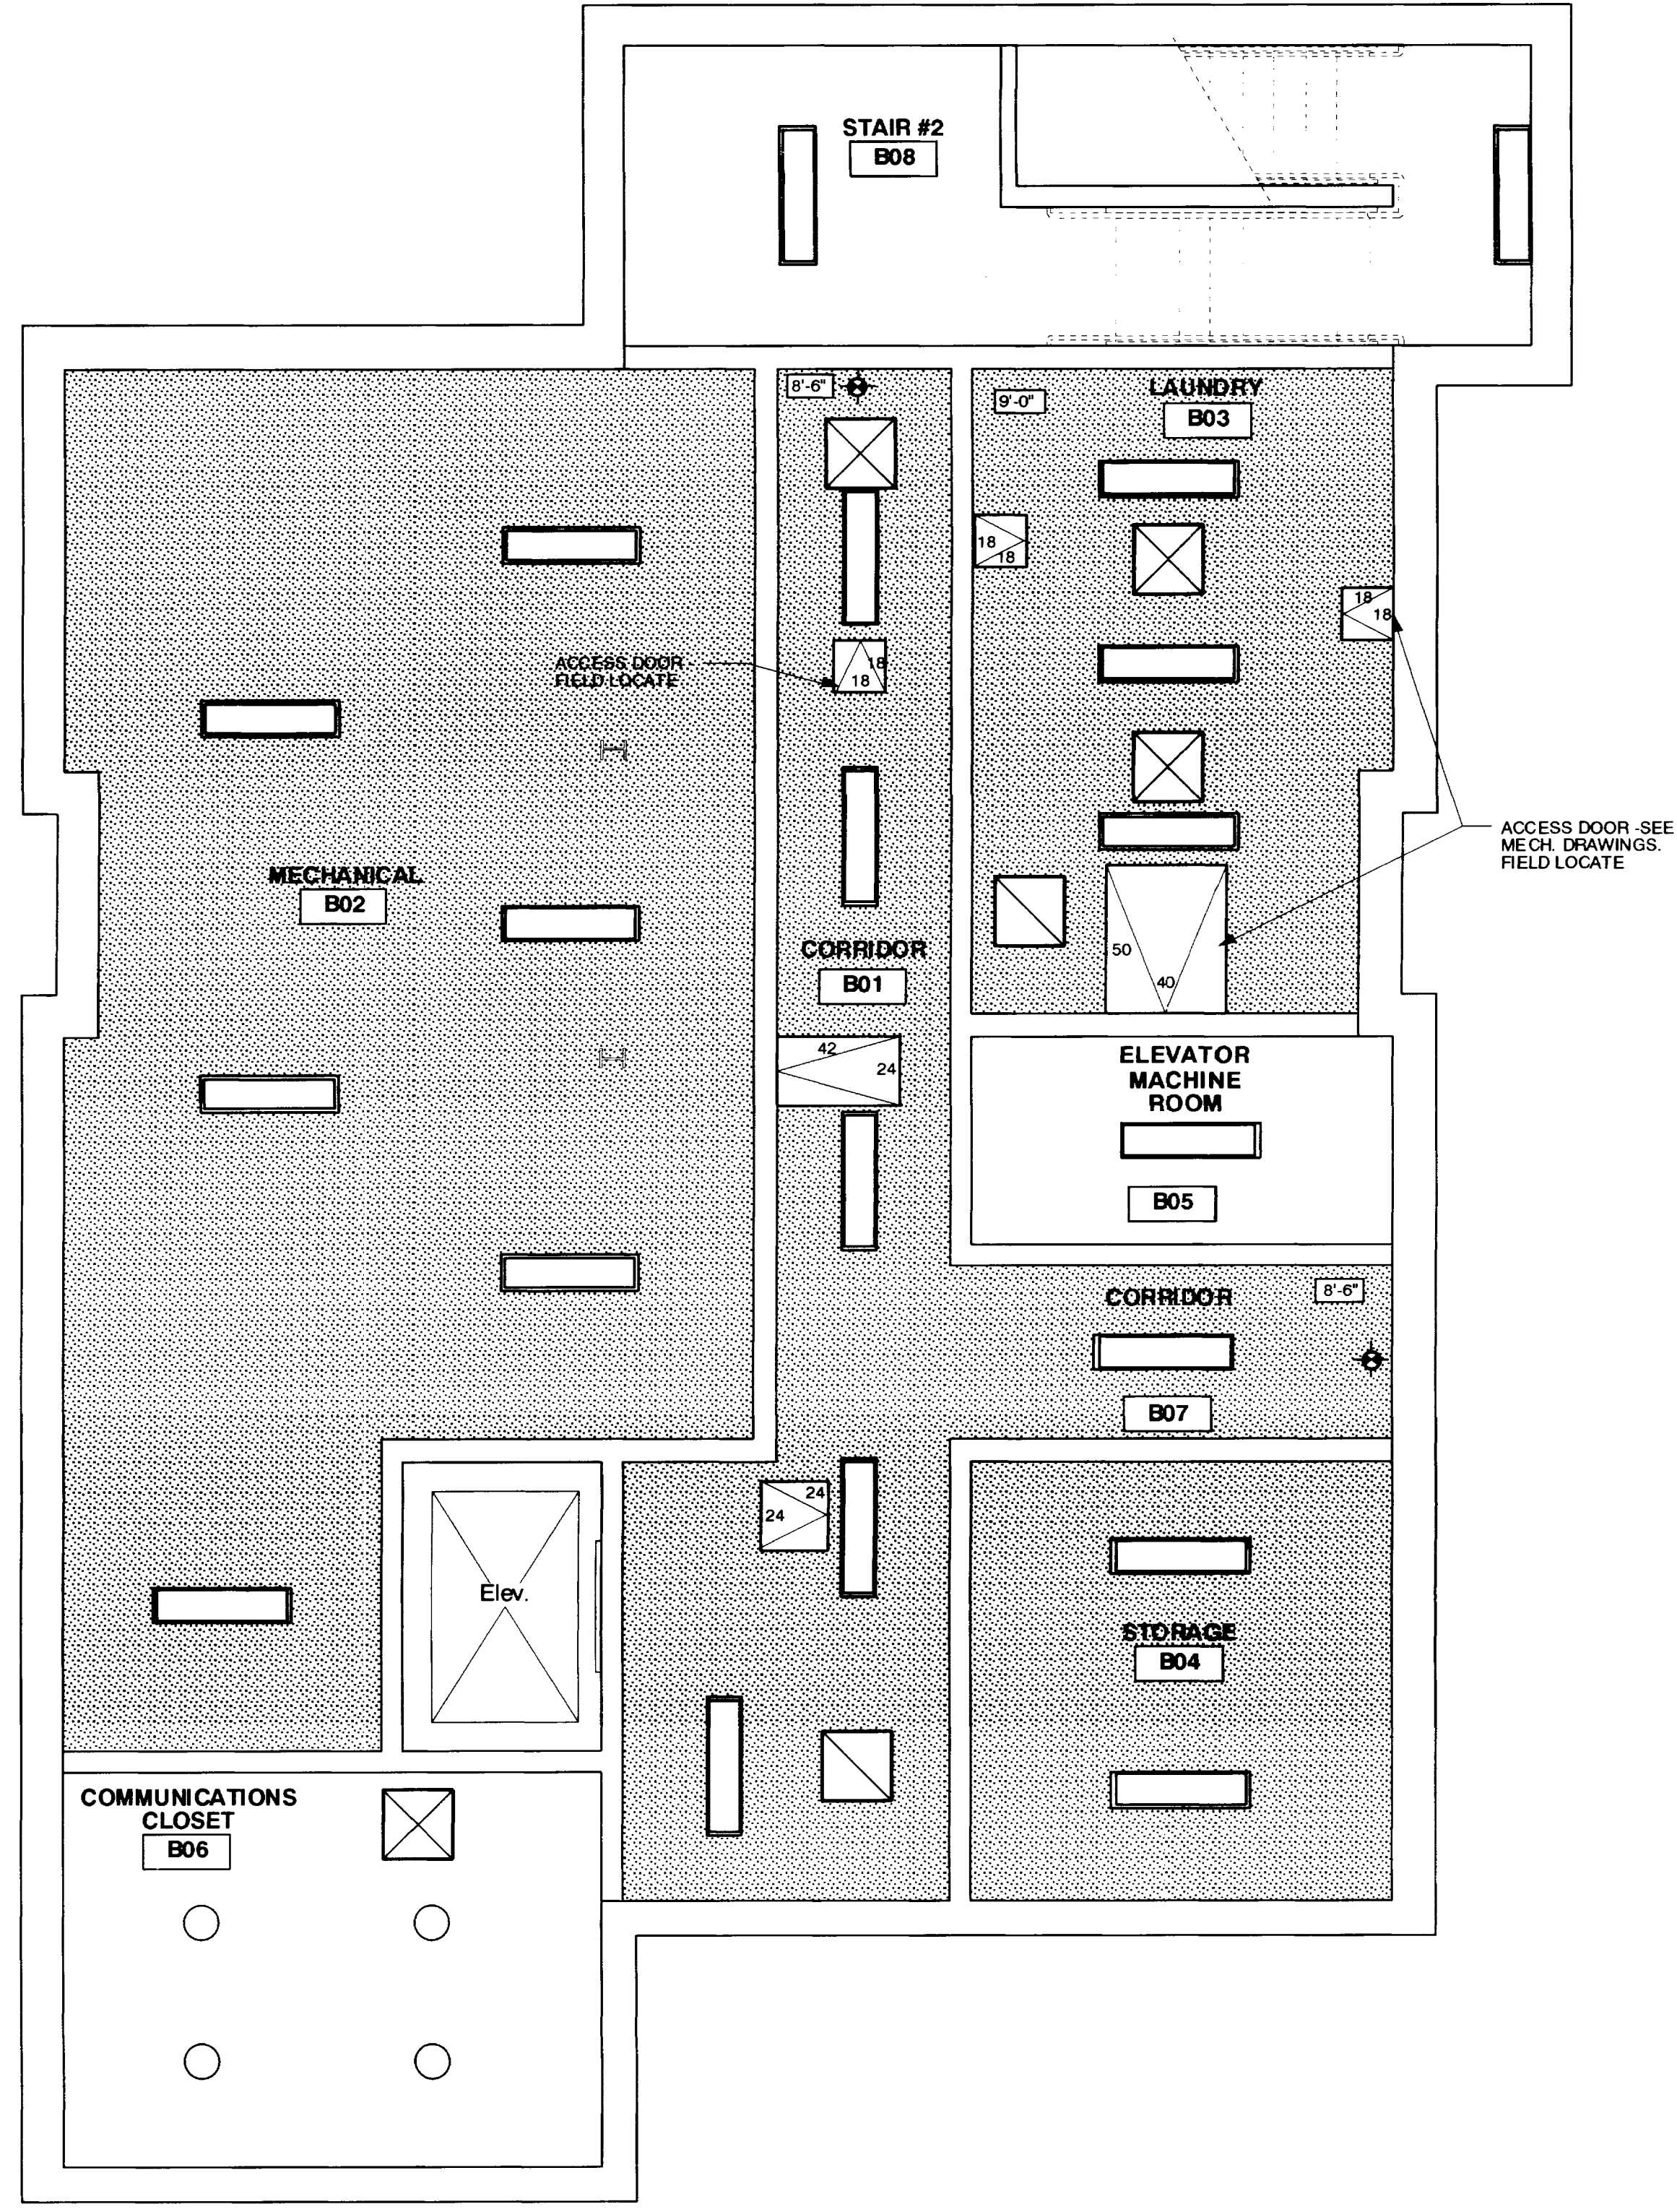 STAIR #2
B08
8'-6"
9'-0"
LAUNDRY
B03
18
18
18
18
ACCESS DOOR -
FIELD LOCATE
18
18
ACCESS DOOR -SEE
MECH. DRAWINGS.
FIELD LOCATE
MECHANICAL
B02
CORRIDOR
B01
50
40
42
24
ELEVATOR
MACHINE
ROOM
B05
CORRIDOR
8'-6"
B07
24
24
Elev.
STORAGE
B04
COMMUNICATIONS
CLOSET
B06